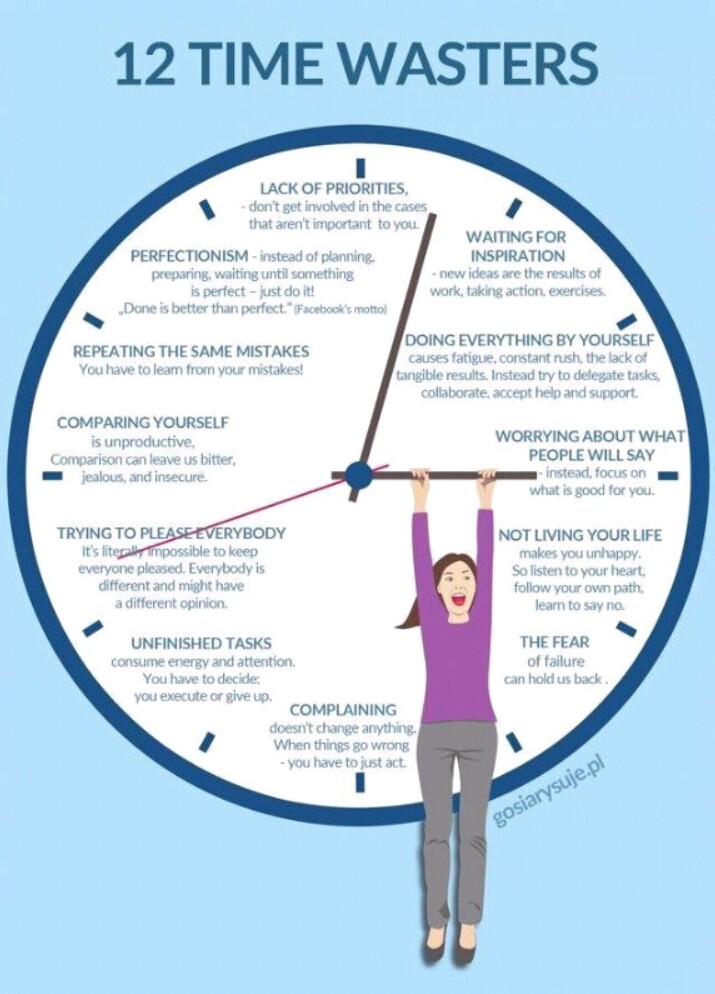 12 TIME WASTERS
LACK OF PRIORITIES,
- don't get involved in the cases
that aren't important to you.
WAITING FOR
INSPIRATION
- new ideas are the results of
work, taking action, exercises.
DOING EVERYTHING BY YOURSELF
causes fatigue, constant rush, the lack of
tangible results. Instead try to delegate tasks,
collaborate, accept help and support.
WORRYING ABOUT WHAT
PEOPLE WILL SAY
- instead, focus on
what is good for you.
NOT LIVING YOUR LIFE
makes you unhappy.
So listen to your heart,
follow your own path,
learn to say no.
THE FEAR
of failure
can hold us back .
COMPLAINING
doesn't change anything.
When things go wrong
- you have to just act.
UNFINISHED TASKS
consume energy and attention.
You have to decide:
you execute or give up.
TRYING TO PLEASE EVERYBODY
It's literally impossible to keep
everyone pleased. Everybody is
different and might have
a different opinion.
COMPARING YOURSELF
is unproductive,
Comparison can leave us bitter,
jealous, and insecure.
REPEATING THE SAME MISTAKES
You have to learn from your mistakes!
PERFECTIONISM - instead of planning,
preparing, waiting until something
is perfect – just do it!
„Done is better than perfect." (Facebook's motto)
gosiarysuje.pl